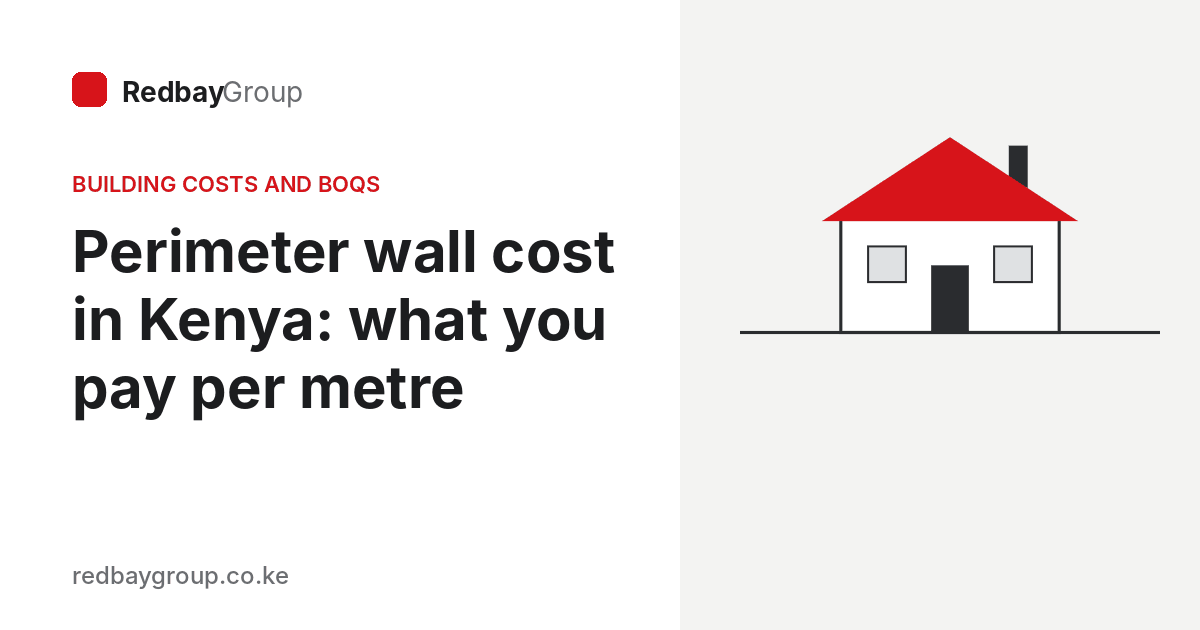 RedbayGroup
BUILDING COSTS AND BOQS
Perimeter wall cost
in Kenya: what you
pay per metre
redbaygroup.co.ke